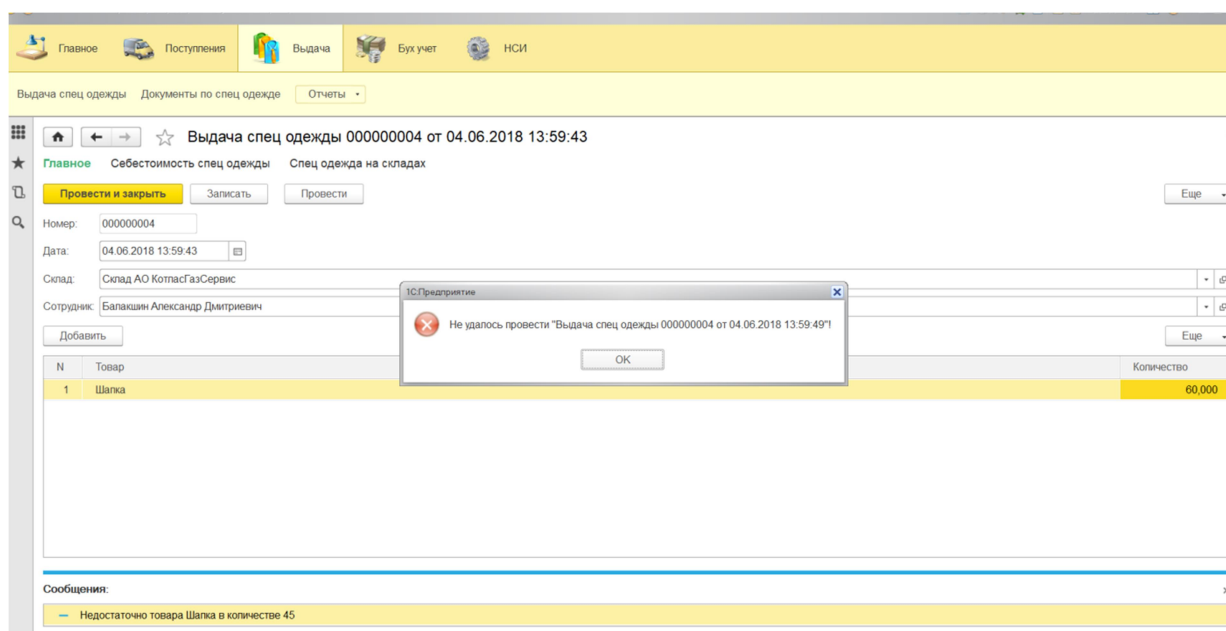 Главное Поступления Выдача Бух учет НСИ
Выдача спец одежды Документы по спец одежде Отчеты
Выдача спец одежды 000000004 от 04.06.2018 13:59:43
Главное Себестоимость спец одежды Спец одежда на складах
Провести и закрыть Записать Провести Еще
Номер: 000000004
Дата: 04.06.2018 13:59:43
Склад: Склад АО КотласГазСервис
Сотрудник: Балакшин Александр Дмитриевич
1С:Предприятие
Не удалось провести "Выдача спец одежды 000000004 от 04.06.2018 13:59:49"!
OK
Добавить Еще
N Товар Количество
1 Шапка 60,000
Сообщения:
Недостаточно товара Шапка в количестве 45